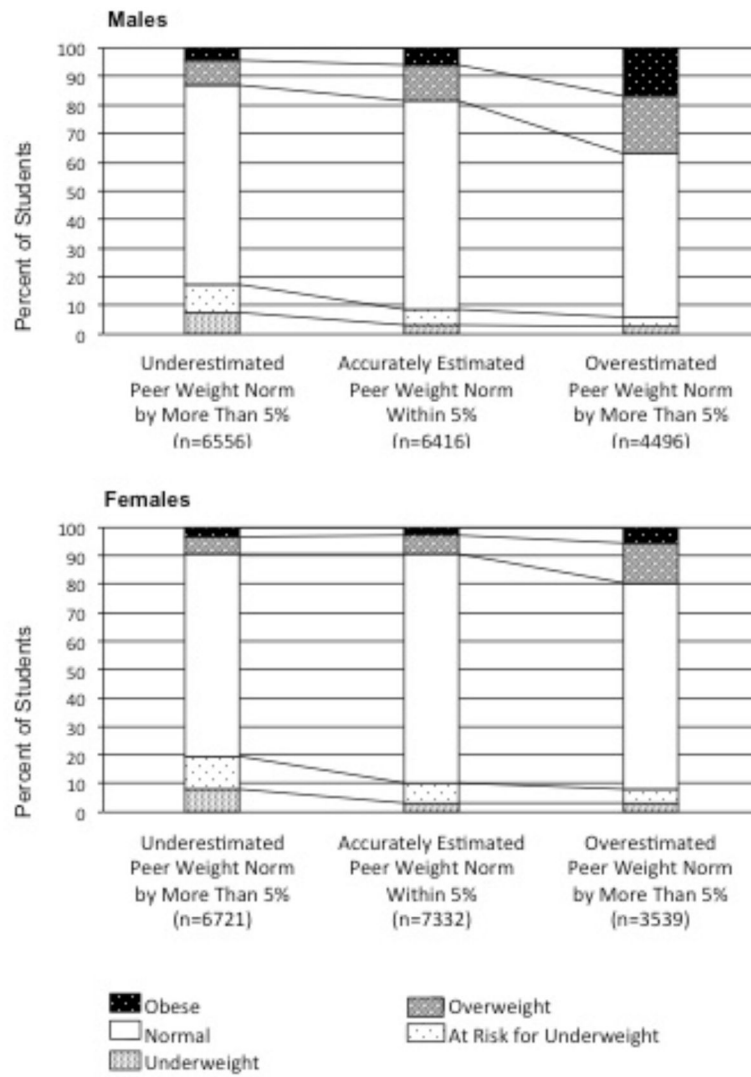 Males
Percent of Students
100
90
80
70
60
50
40
30
20
10
0
Underestimated Peer Weight Norm by More Than 5% (n=6556)
Accurately Estimated Peer Weight Norm Within 5% (n=6416)
Overestimated Peer Weight Norm by More Than 5% (n=4496)
Females
Percent of Students
100
90
80
70
60
50
40
30
20
10
0
Underestimated Peer Weight Norm by More Than 5% (n=6721)
Accurately Estimated Peer Weight Norm Within 5% (n=7332)
Overestimated Peer Weight Norm by More Than 5% (n=3539)
Obese
Overweight
Normal
At Risk for Underweight
Underweight